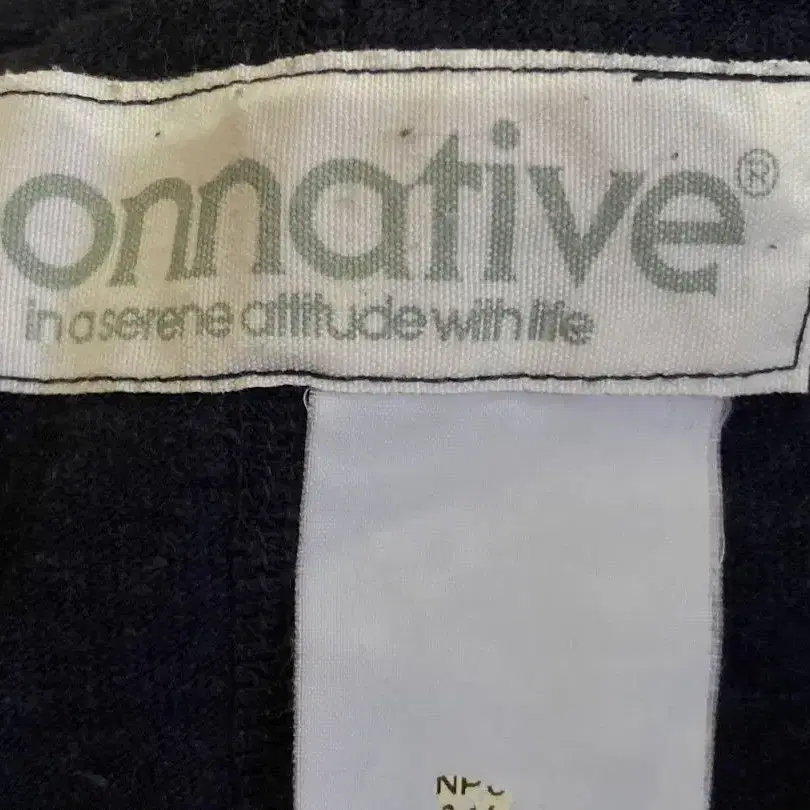 onnative®
in a serene attitude with life